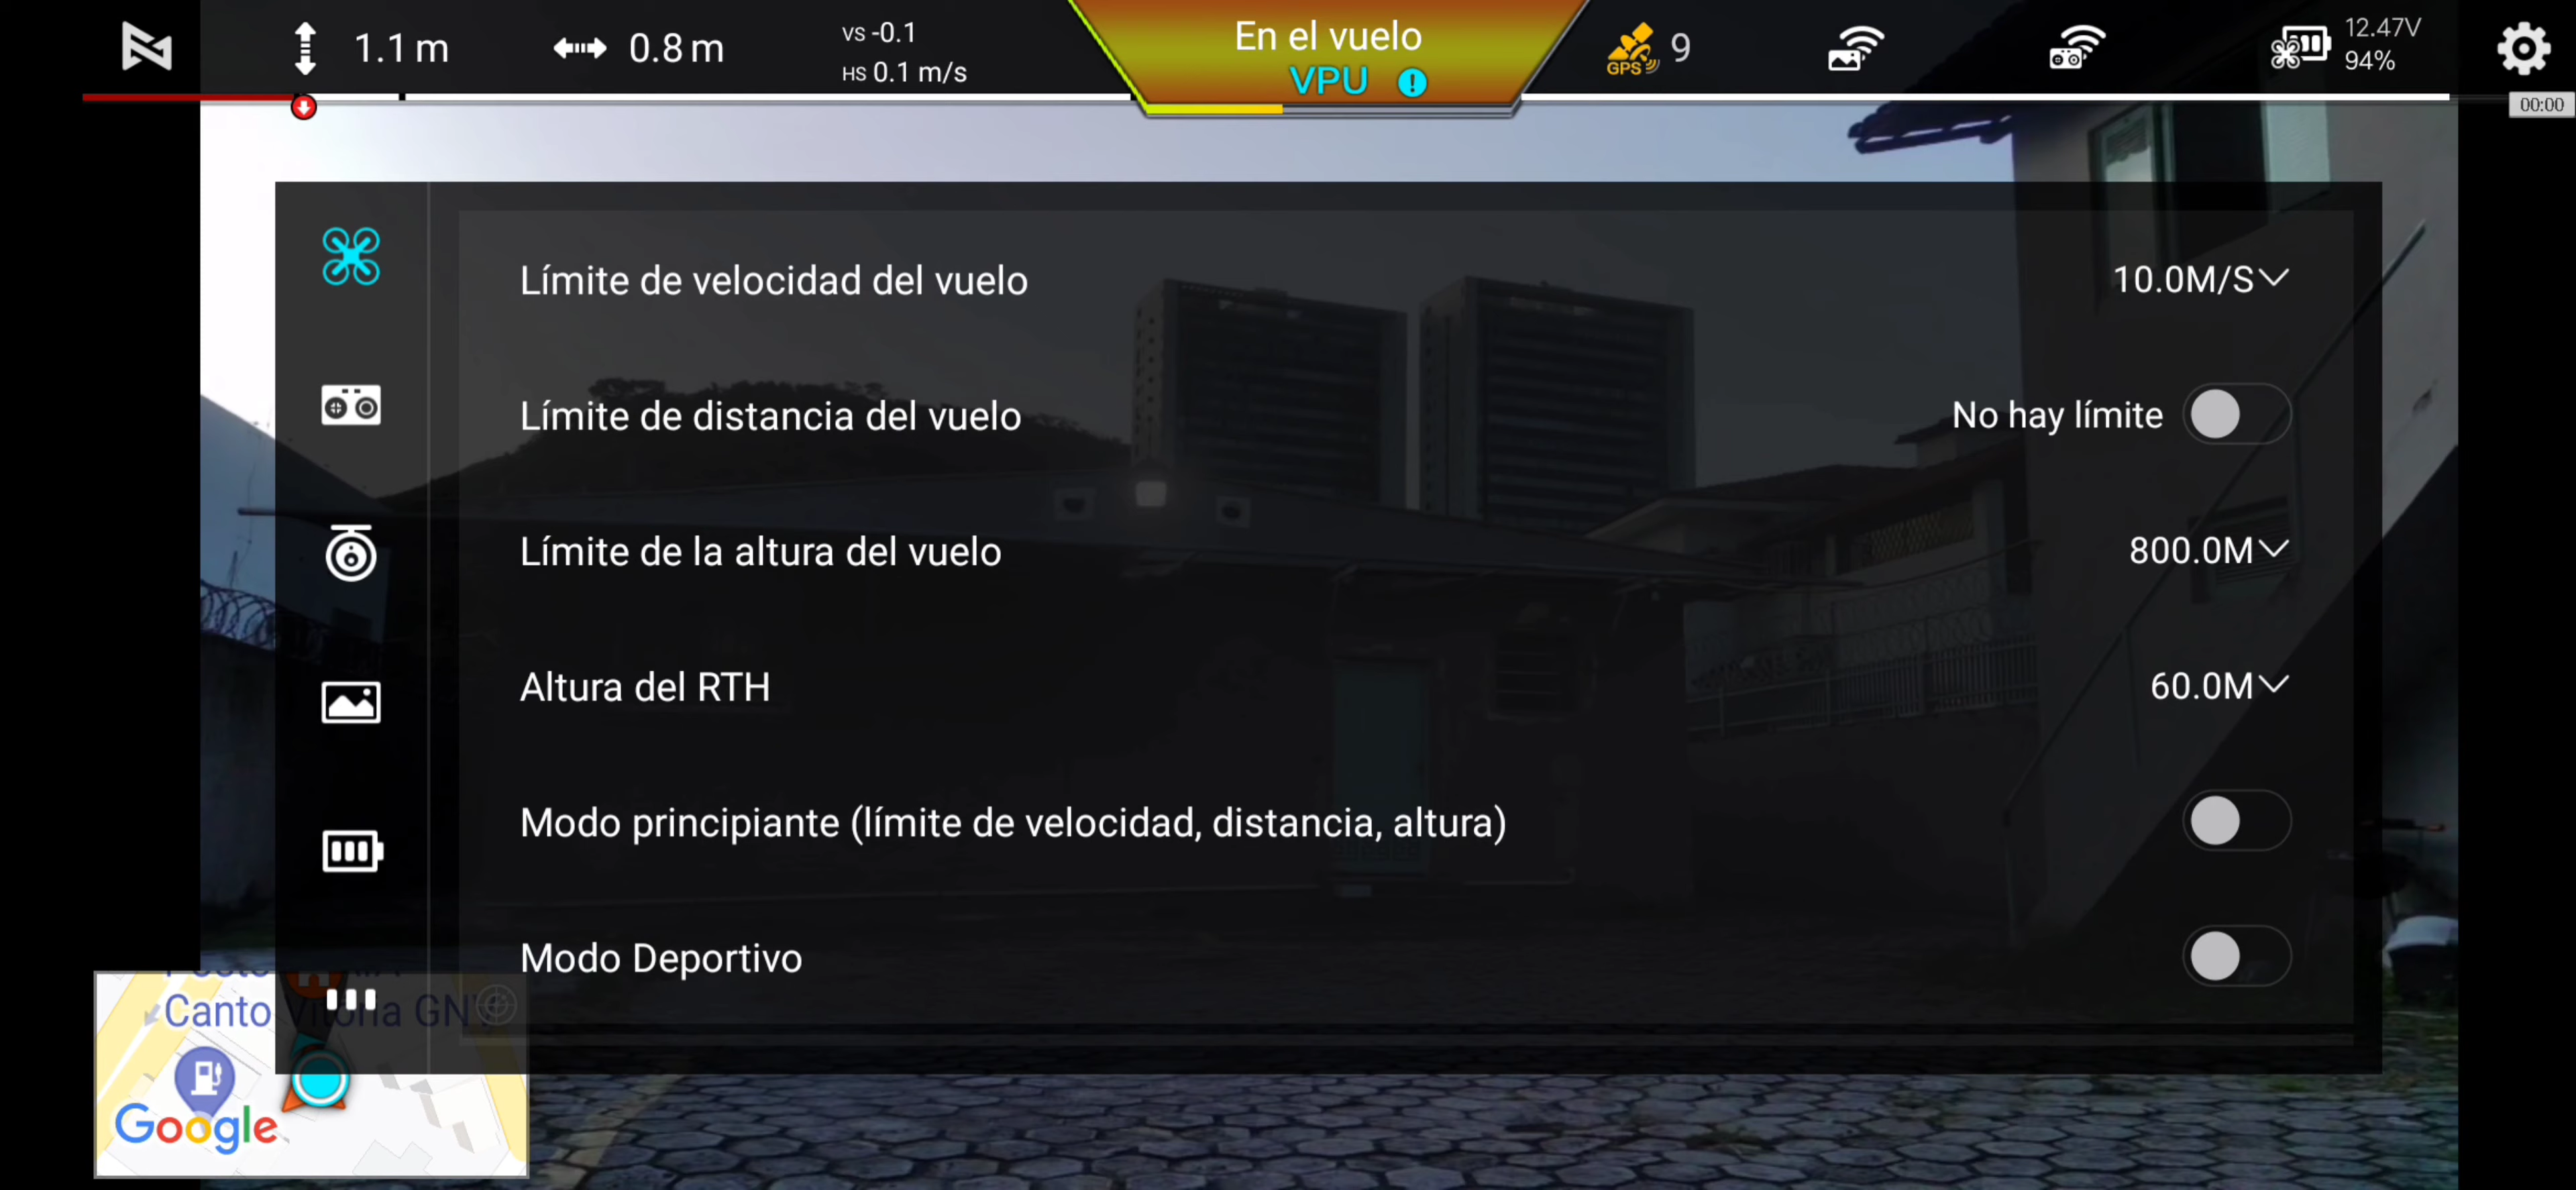 1.1 m
0.8 m
VS -0.1
HS 0.1 m/s
En el vuelo
VPU
GPS
9
12.47V
94%
00:00
Límite de velocidad del vuelo
10.0M/S
Límite de distancia del vuelo
No hay límite
Límite de la altura del vuelo
800.0M
Altura del RTH
60.0M
Modo principiante (límite de velocidad, distancia, altura)
Modo Deportivo
Canto Vitoria GNV
Google